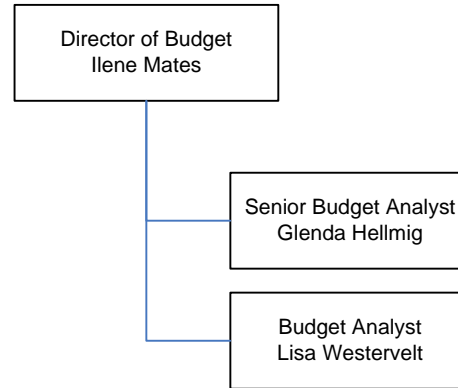 Director of Budget
Ilene Mates
Senior Budget Analyst
Glenda Hellmig
Budget Analyst
Lisa Westervelt